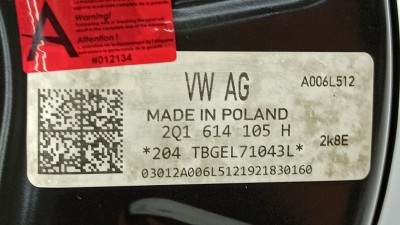 A
Warning!
Attention !
#012134
VW AG
A006L512
MADE IN POLAND
2Q1 614 105 H
2k8E
*204 TBGEL71043L*
03012A006L5121921830160